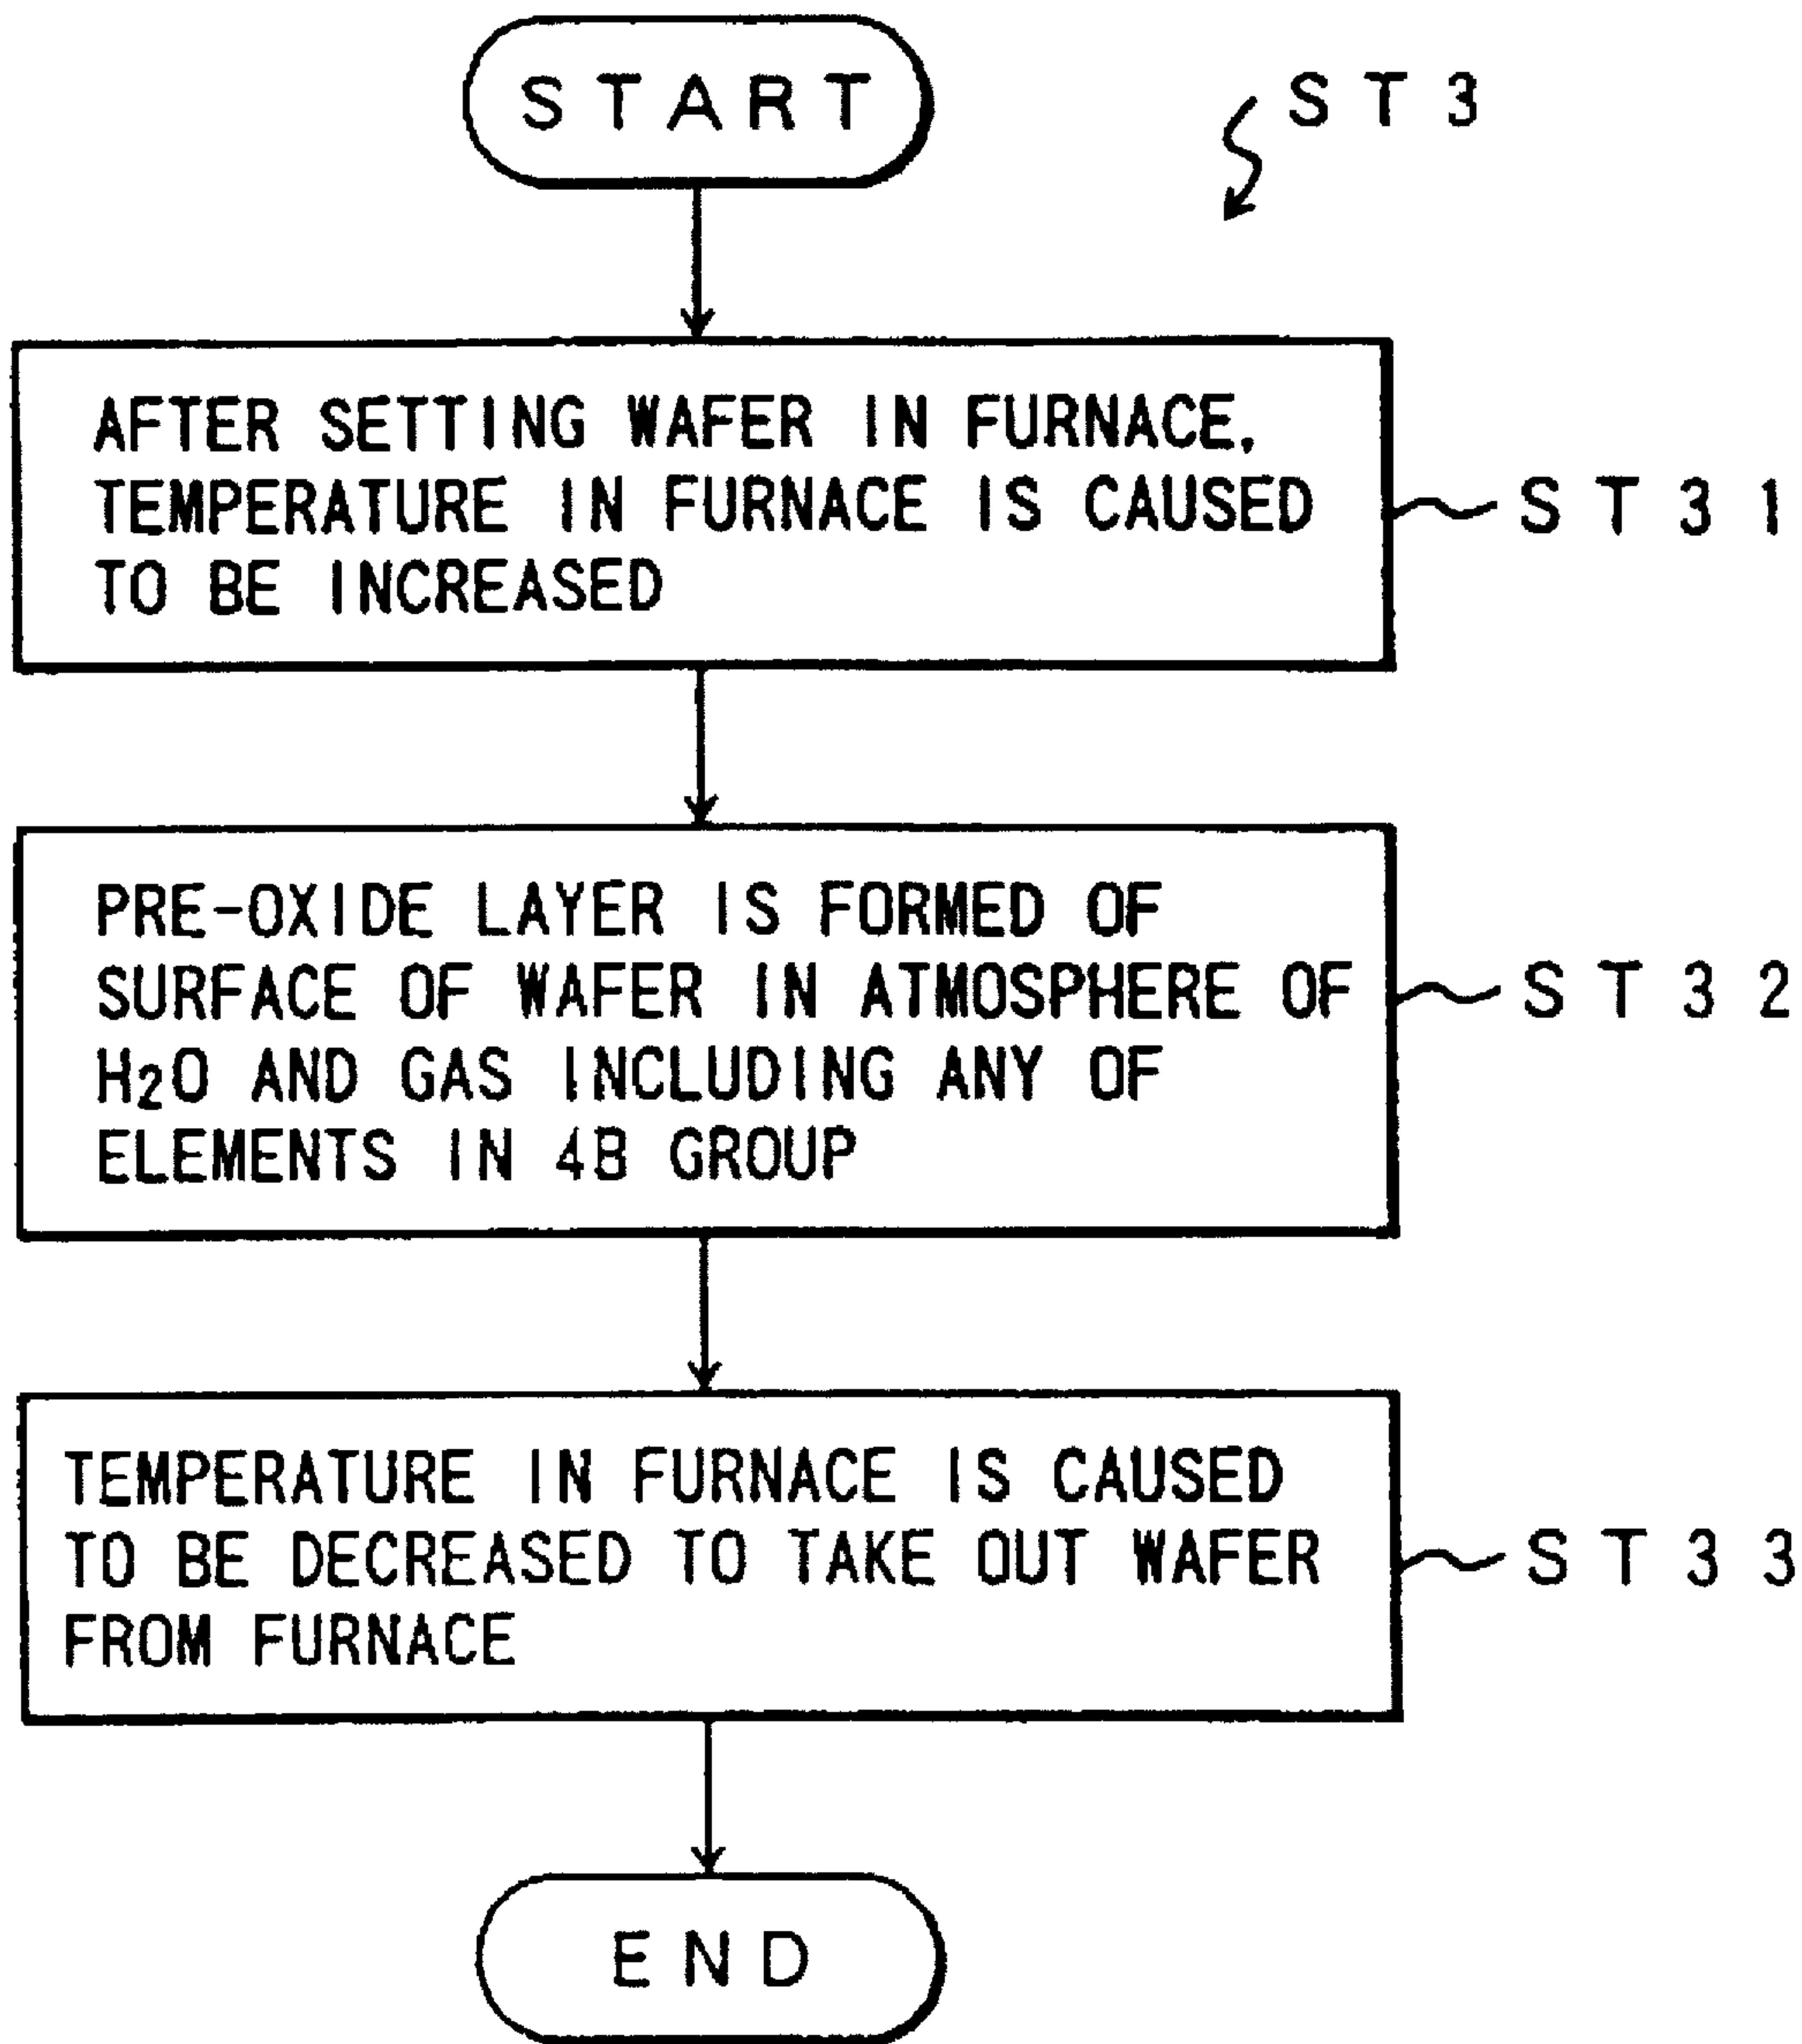 START
ST3
AFTER SETTING WAFER IN FURNACE,
TEMPERATURE IN FURNACE IS CAUSED
TO BE INCREASED
ST31
PRE-OXIDE LAYER IS FORMED OF
SURFACE OF WAFER IN ATMOSPHERE OF
H₂O AND GAS INCLUDING ANY OF
ELEMENTS IN 4B GROUP
ST32
TEMPERATURE IN FURNACE IS CAUSED
TO BE DECREASED TO TAKE OUT WAFER
FROM FURNACE
ST33
END